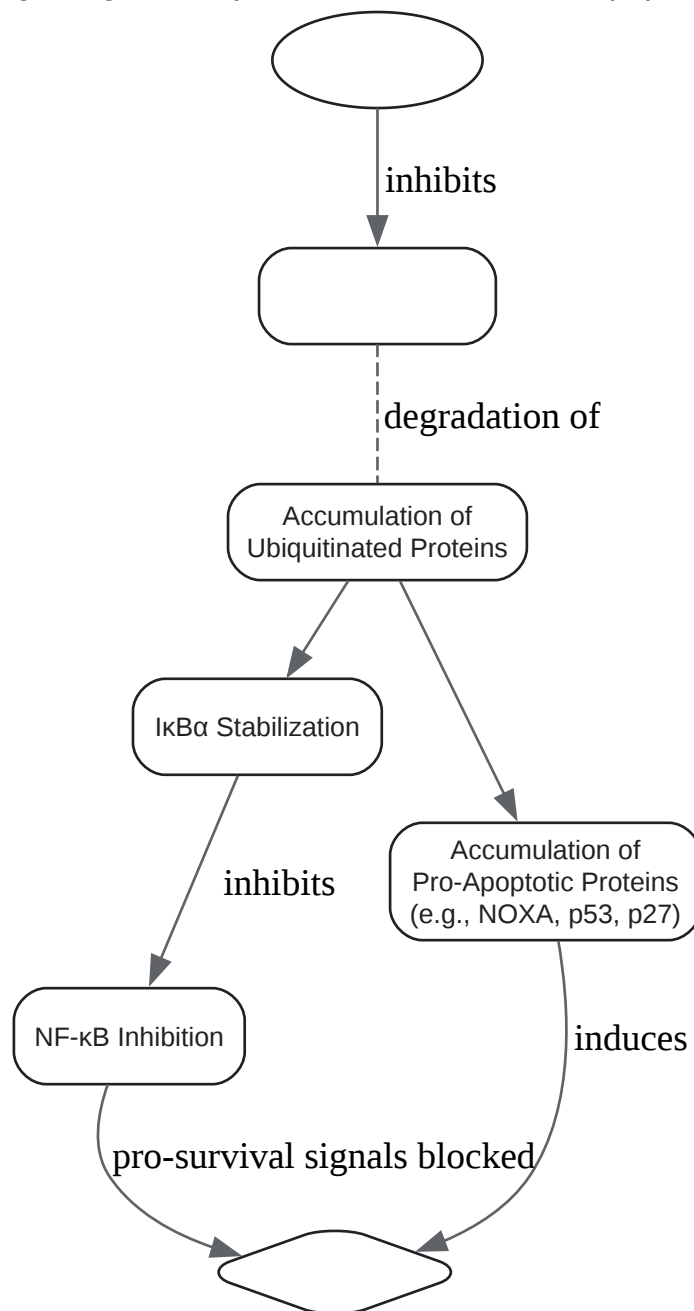 inhibits
degradation of
Accumulation of
Ubiquitinated Proteins
IκBα Stabilization
Accumulation of
Pro-Apoptotic Proteins
(e.g., NOXA, p53, p27)
inhibits
NF-κB Inhibition
induces
pro-survival signals blocked